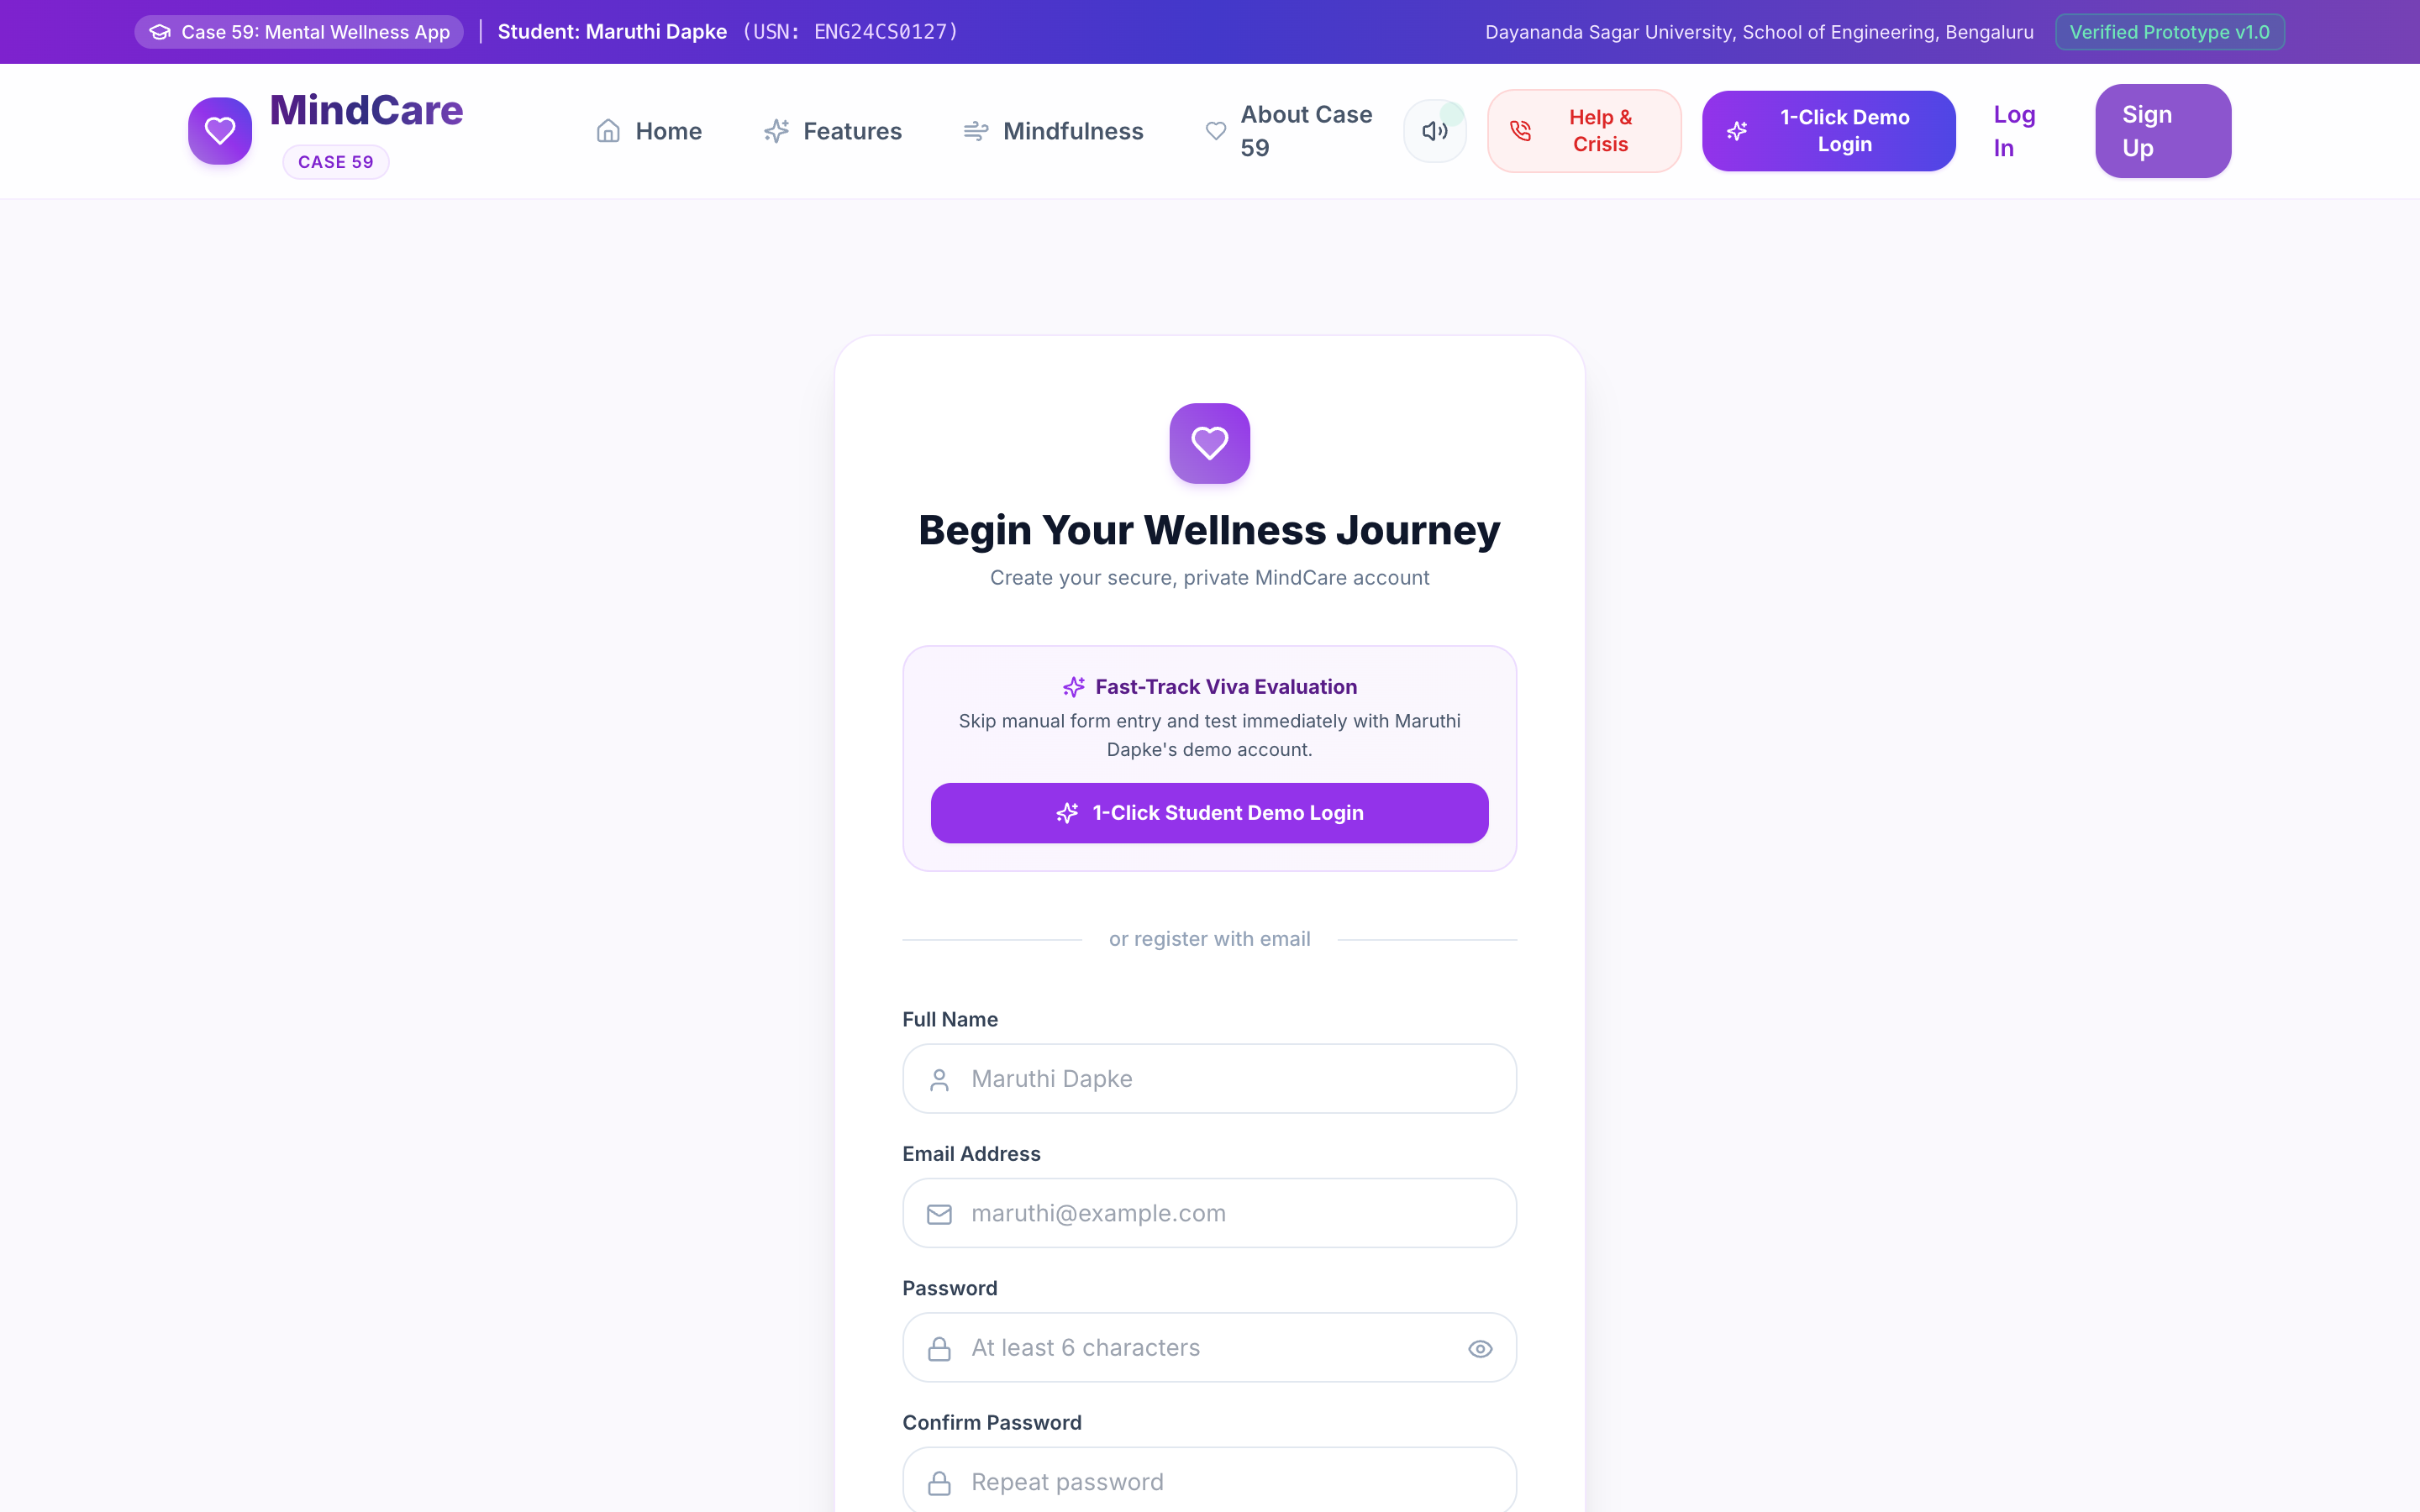 Case 59: Mental Wellness App
Student: Maruthi Dapke (USN: ENG24CS0127)
Dayananda Sagar University, School of Engineering, Bengaluru
Verified Prototype v1.0
MindCare
CASE 59
Home
Features
Mindfulness
About Case
59
Help &
Crisis
1-Click Demo
Login
Log
In
Sign
Up
Begin Your Wellness Journey
Create your secure, private MindCare account
Fast-Track Viva Evaluation
Skip manual form entry and test immediately with Maruthi
Dapke's demo account.
1-Click Student Demo Login
or register with email
Full Name
Maruthi Dapke
Email Address
maruthi@example.com
Password
At least 6 characters
Confirm Password
Repeat password